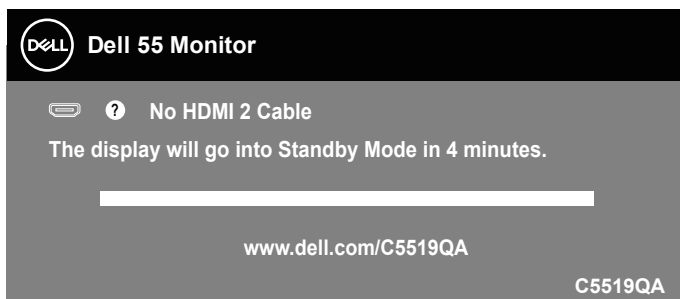 DELL Dell 55 Monitor
? No HDMI 2 Cable
The display will go into Standby Mode in 4 minutes.
www.dell.com/C5519QA
C5519QA